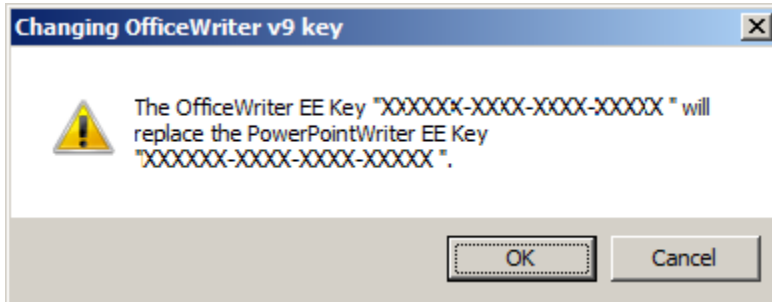 Changing OfficeWriter v9 key
The OfficeWriter EE Key "XXXXXX-XXXX-XXXX-XXXXX " will
replace the PowerPointWriter EE Key
"XXXXXX-XXXX-XXXX-XXXXX ".
OK
Cancel